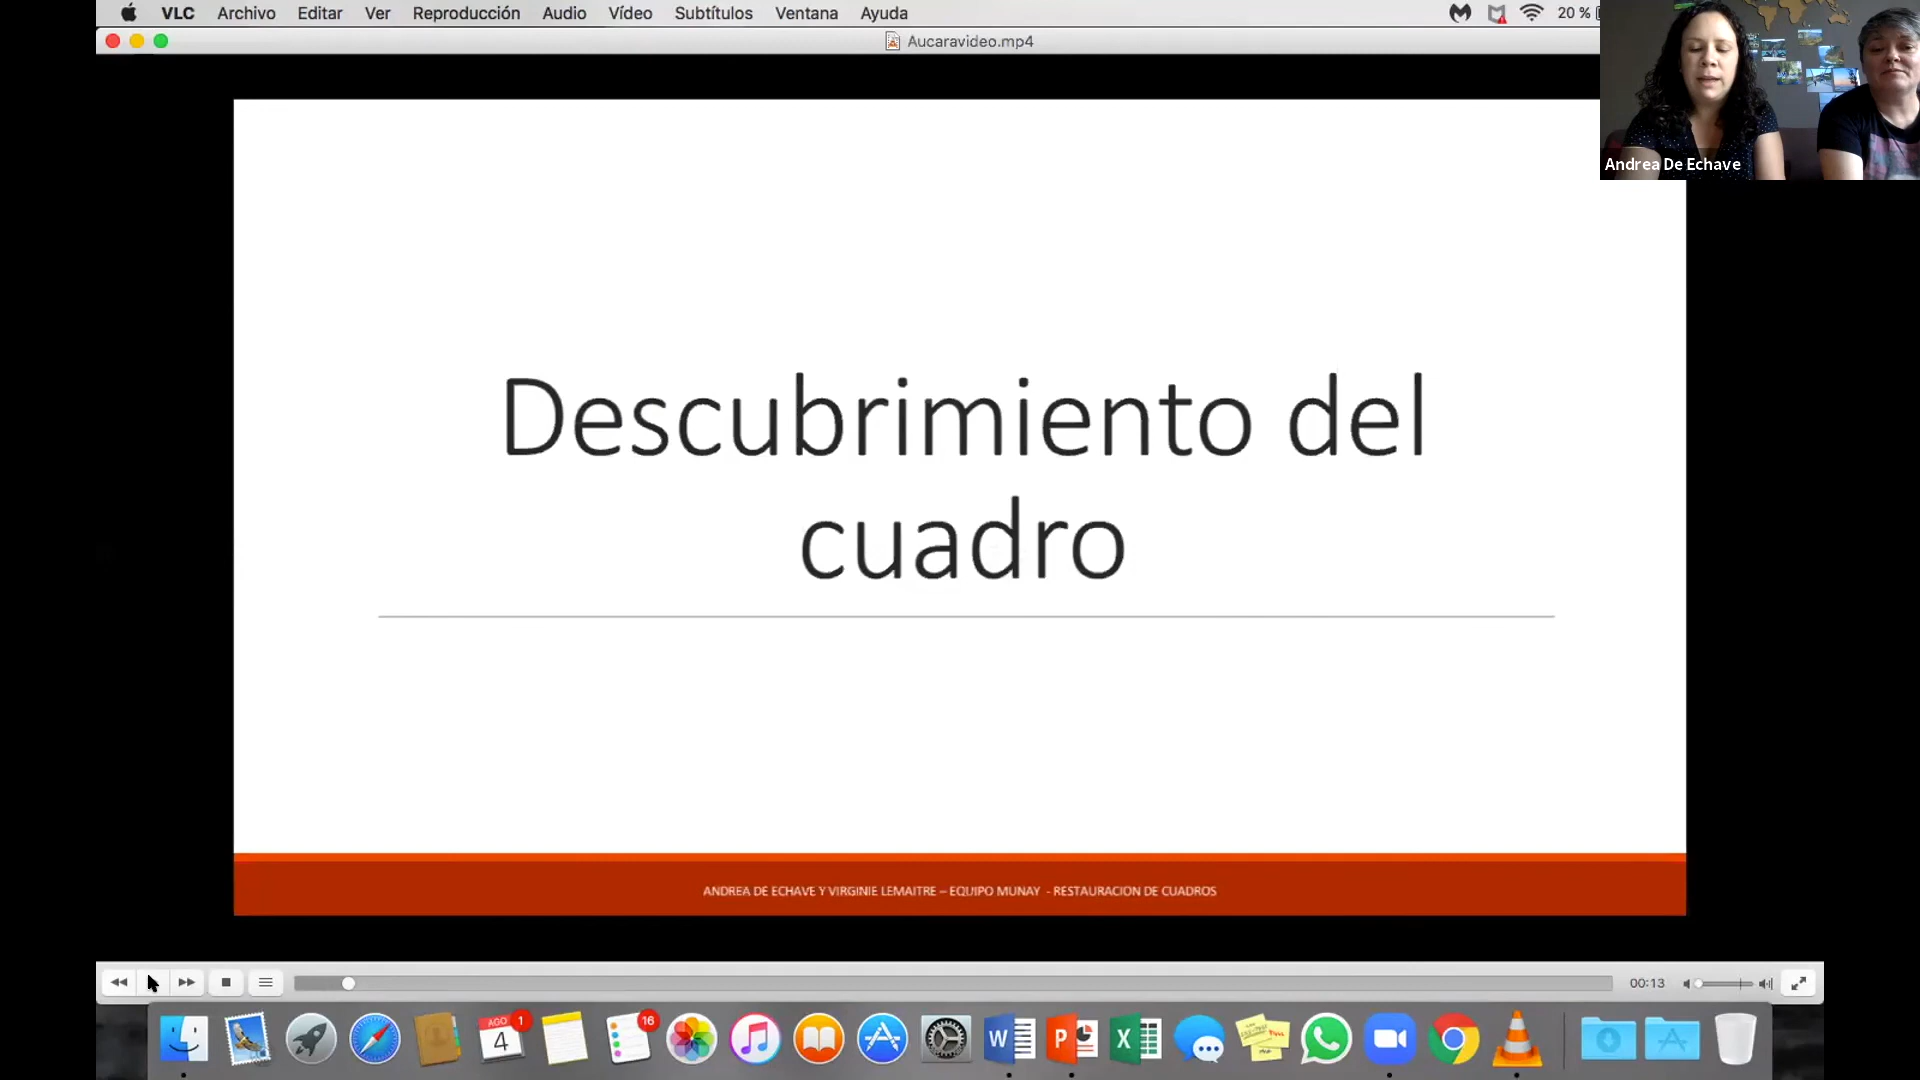 VLC Archivo Editar Ver Reproducción Audio Vídeo Subtítulos Ventana Ayuda 20 %
Aucaravideo.mp4
Andrea De Echave
Descubrimiento del
cuadro
ANDREA DE ECHAVE Y VIRGINIE LEMAITRE – EQUIPO MUNAY - RESTAURACION DE CUADROS
00:13
AGO
4
1
16
W
P
X